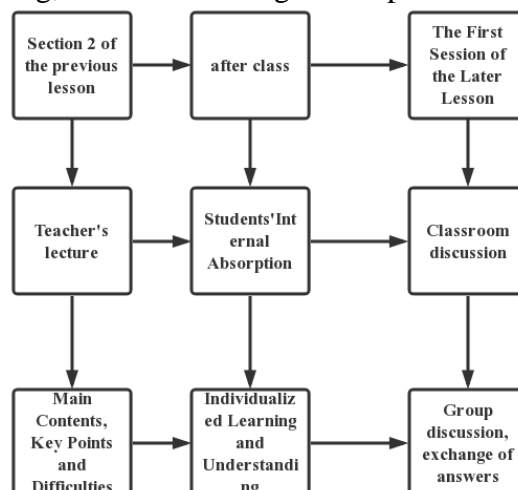 Section 2 of
the previous
lesson
after class
The First
Session of
the Later
Lesson
Teacher's
lecture
Students'Int
ernal
Absorption
Classroom
discussion
Main
Contents,
Key Points
and
Difficulties
Individualiz
ed Learning
and
Understandi
ng
Group
discussion,
exchange of
answers